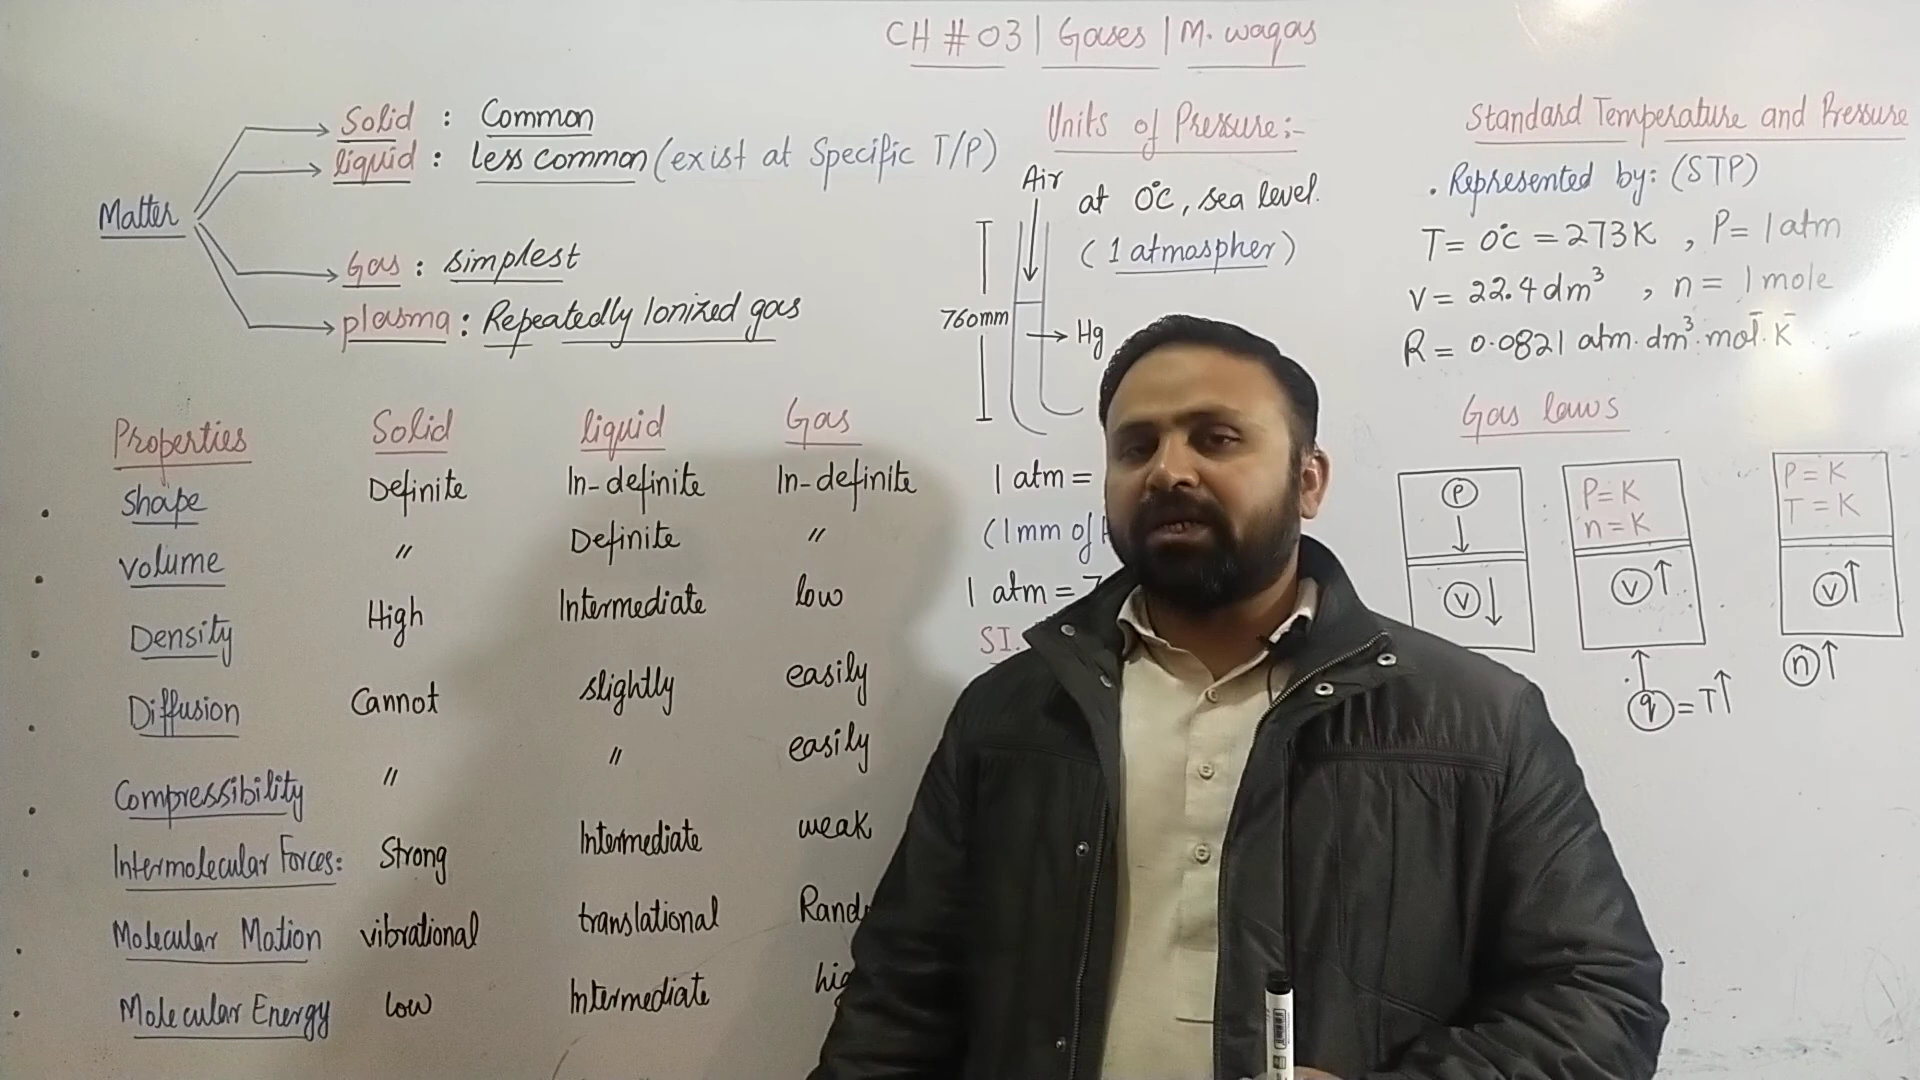 CH # 03 | Gases | M. waqas
Matter
Solid : Common
liquid : less common (exist at Specific T/P)
Gas : simplest
plasma : Repeatedly Ionized gas
Properties Solid liquid Gas
Shape Definite In-definite In-definite
volume " Definite "
Density High Intermediate low
Diffusion Cannot slightly easily
Compressibility " " easily
Intermolecular Forces: Strong Intermediate weak
Molecular Motion vibrational translational Rand
Molecular Energy low Intermediate hig
Units of Pressure:-
Air
at 0°C, sea level.
(1 atmospher)
760mm
Hg
1 atm =
(1mm of
1 atm = 7
SI.
Standard Temperature and Pressure
. Represented by: (STP)
T = 0°C = 273K , P = 1 atm
V = 22.4 dm³ , n = 1 mole
R = 0.0821 atm.dm³.mol⁻.K⁻
Gas laws
P ↓
V ↓
P = K
n = K
V ↑
q = T↑
P = K
T = K
V ↑
n ↑